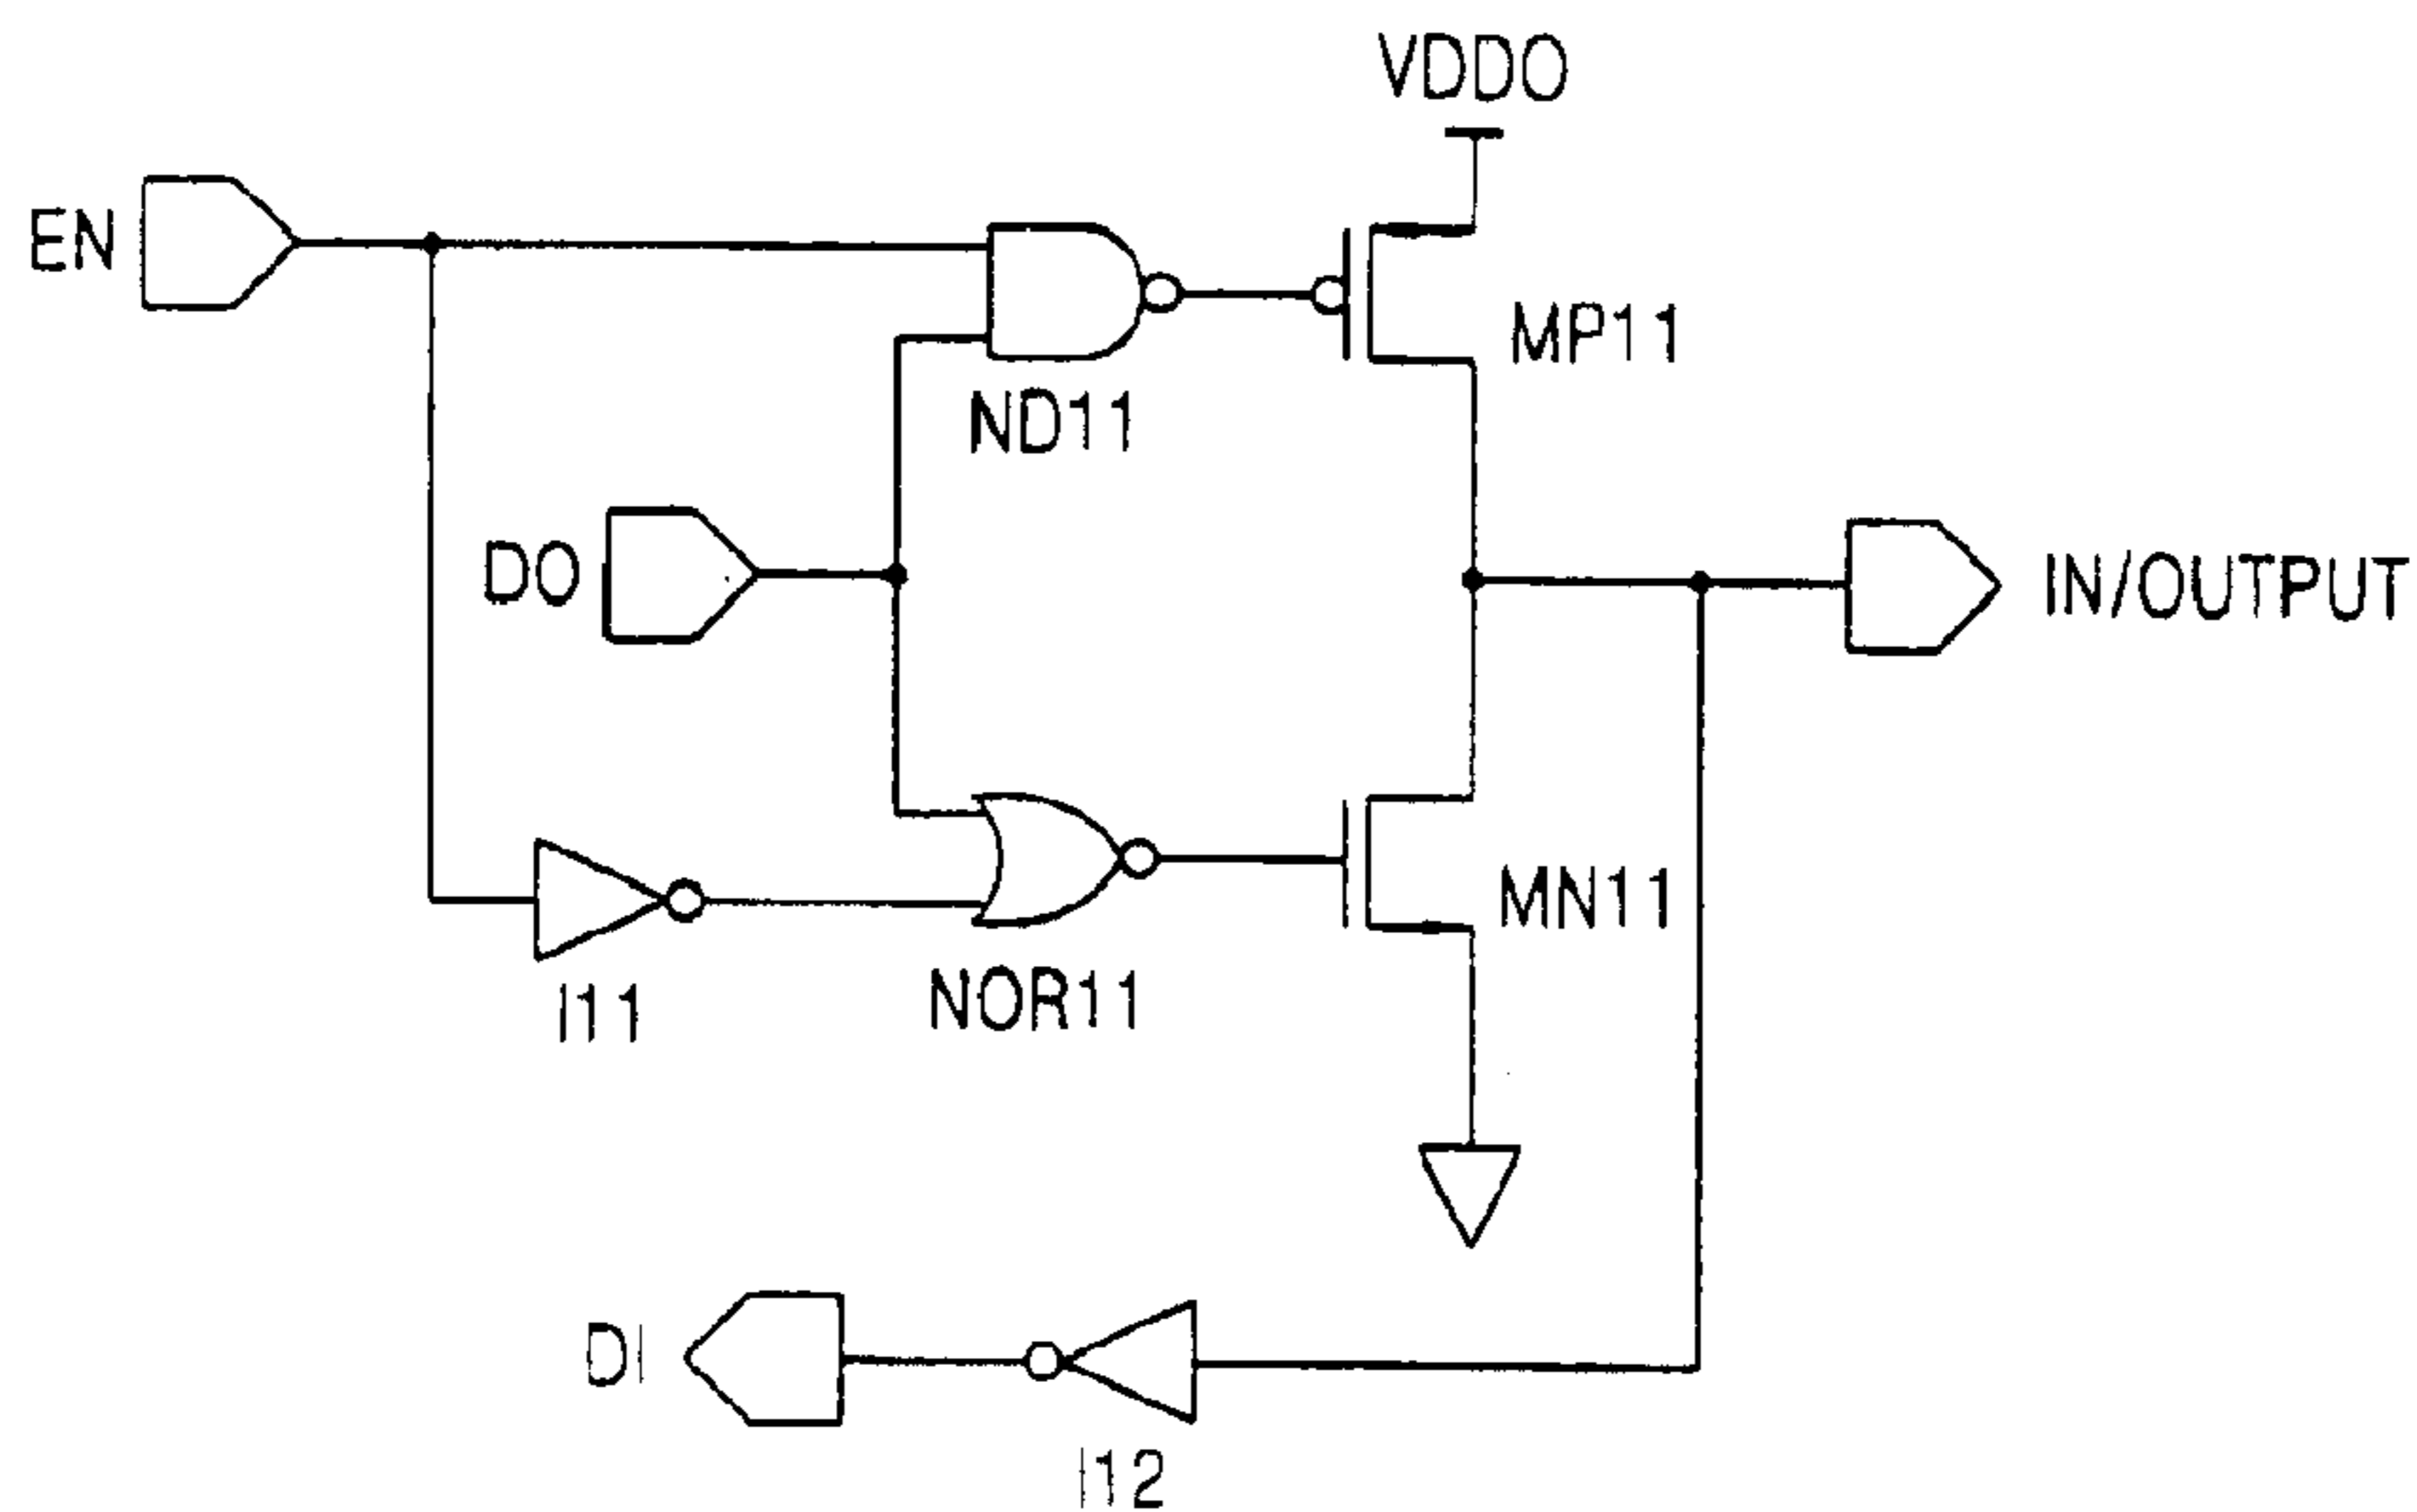 VDDO
EN
MP11
ND11
DO
IN/OUTPUT
MN11
I11
NOR11
DI
I12